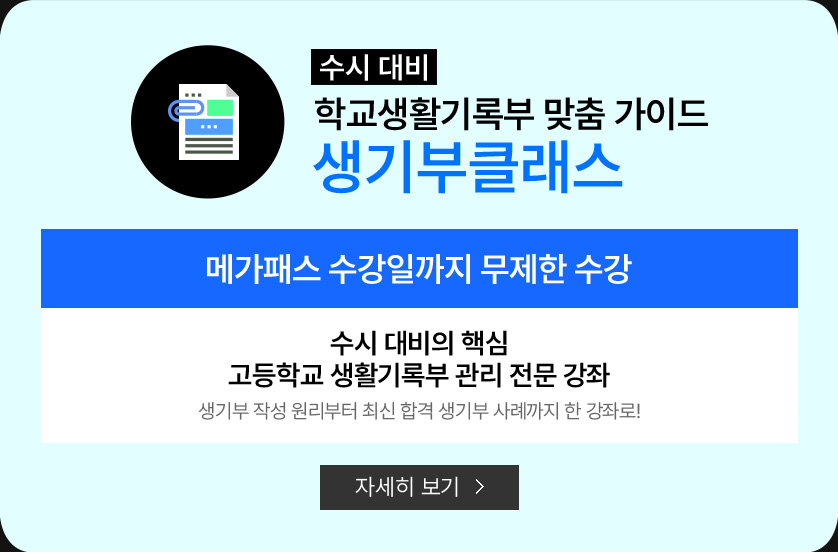 수시 대비
학교생활기록부 맞춤 가이드
생기부클래스
메가패스 수강일까지 무제한 수강
수시 대비의 핵심
고등학교 생활기록부 관리 전문 강좌
생기부 작성 원리부터 최신 합격 생기부 사례까지 한 강좌로!
자세히 보기 >